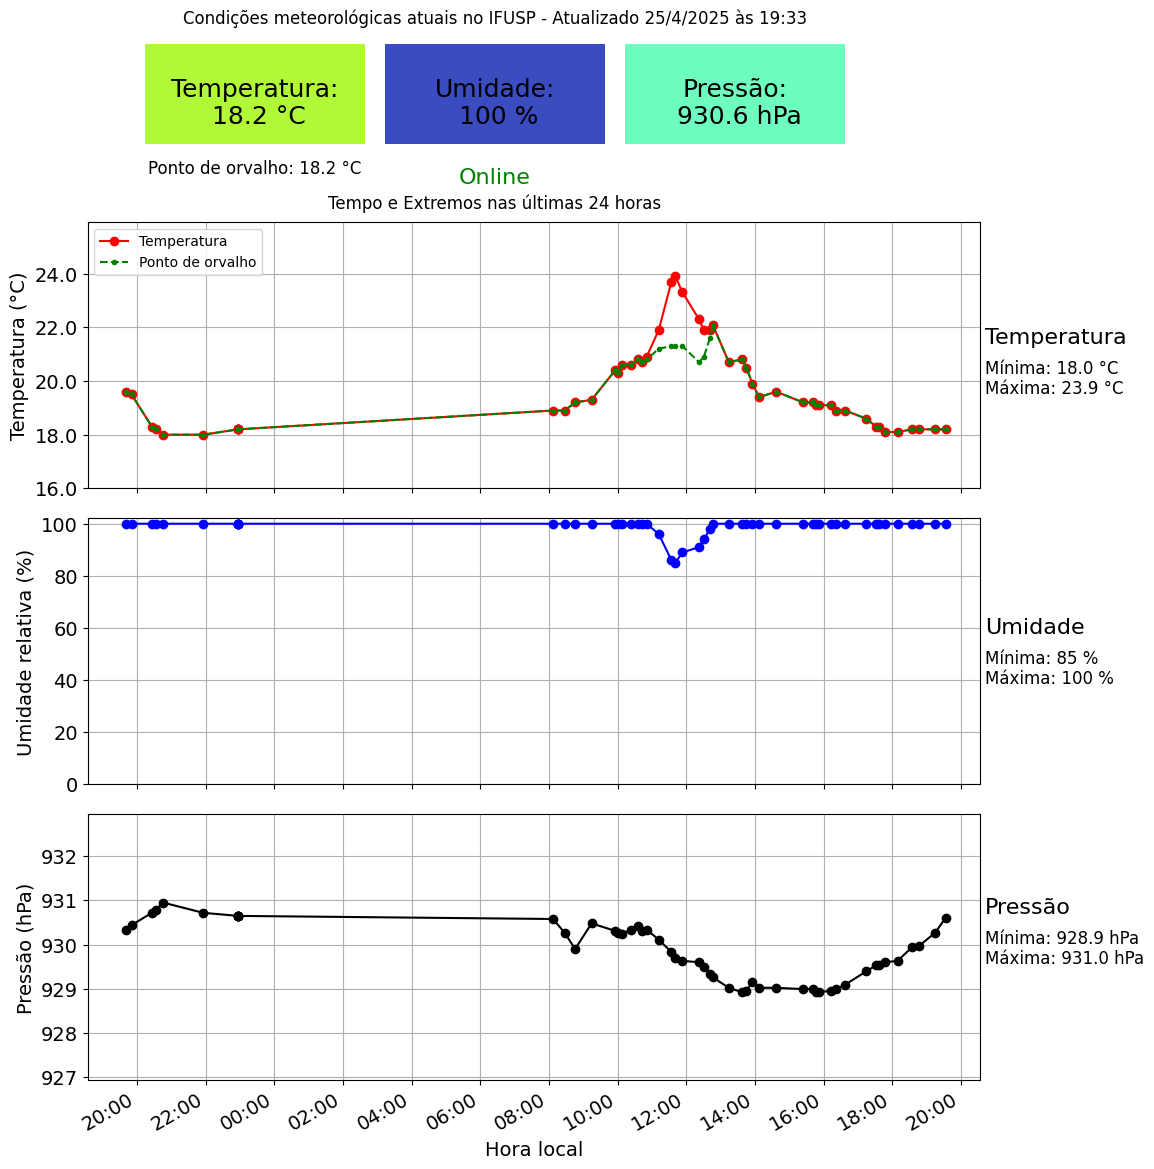 Condições meteorológicas atuais no IFUSP - Atualizado 25/4/2025 às 19:33
Temperatura:
18.2 °C
Umidade:
100 %
Pressão:
930.6 hPa
Ponto de orvalho: 18.2 °C
Online
Tempo e Extremos nas últimas 24 horas
Temperatura
Ponto de orvalho
Temperatura (°C)
24.0
22.0
20.0
18.0
16.0
Temperatura
Mínima: 18.0 °C
Máxima: 23.9 °C
Umidade relativa (%)
100
80
60
40
20
0
Umidade
Mínima: 85 %
Máxima: 100 %
Pressão (hPa)
932
931
930
929
928
927
Pressão
Mínima: 928.9 hPa
Máxima: 931.0 hPa
20:00 22:00 00:00 02:00 04:00 06:00 08:00 10:00 12:00 14:00 16:00 18:00 20:00
Hora local